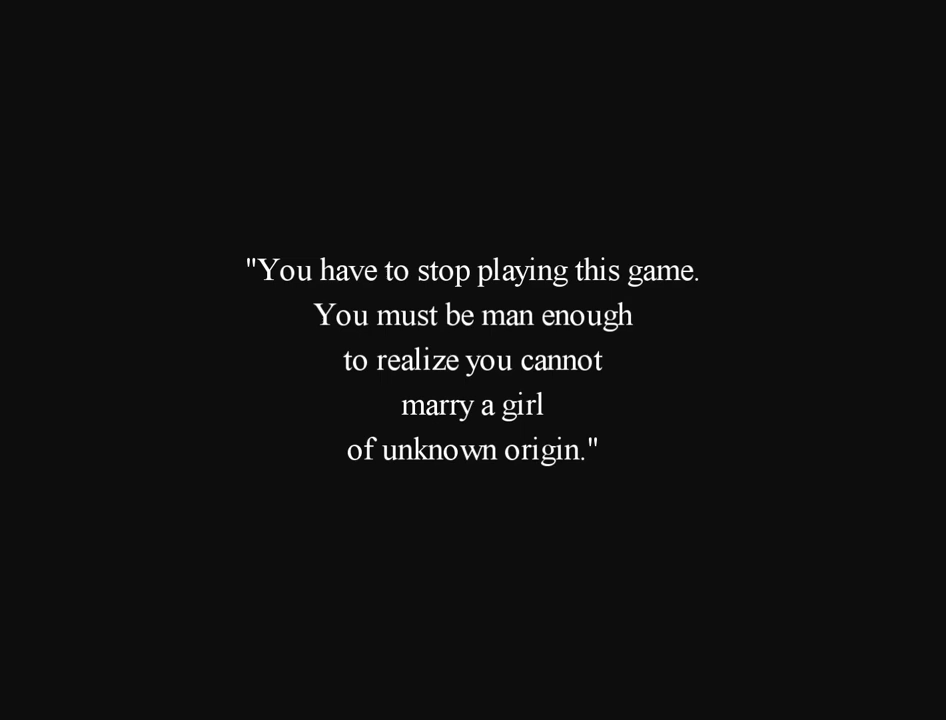 "You have to stop playing this game.
You must be man enough
to realize you cannot
marry a girl
of unknown origin."